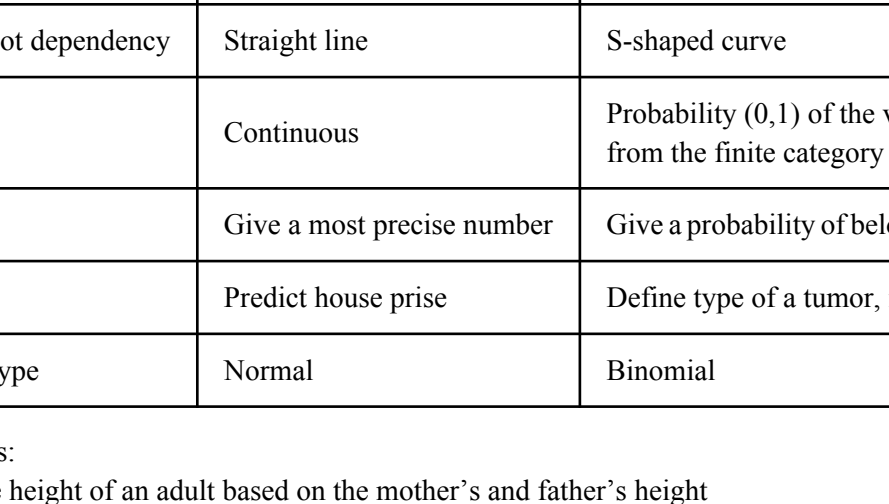 ot dependency Straight line S-shaped curve
Continuous
Probability (0,1) of the
from the finite category
Give a most precise number Give a probability of
Predict house prise Define type of a tumor,
Normal Binomial
height of an adult based on the mother’s and father’s height